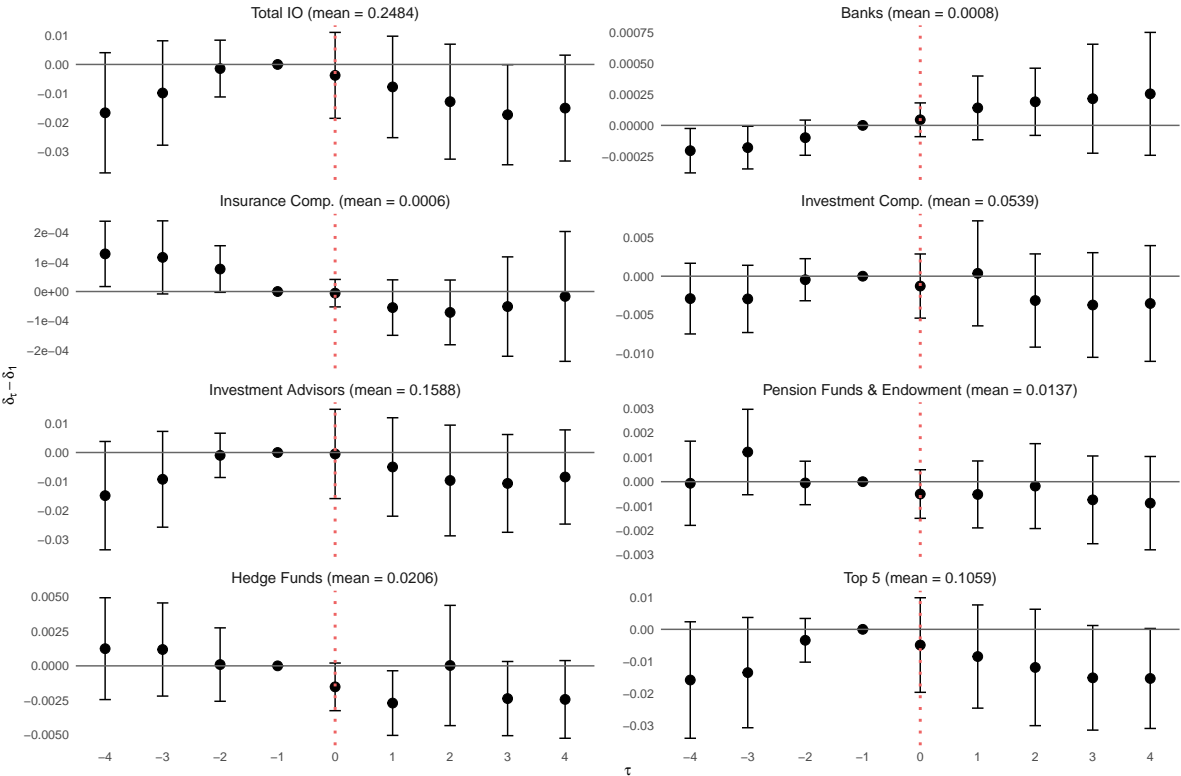 Total IO (mean = 0.2484)
0.01
0.00
−0.01
−0.02
−0.03
Banks (mean = 0.0008)
0.00075
0.00050
0.00025
0.00000
−0.00025
Insurance Comp. (mean = 0.0006)
2e−04
1e−04
0e+00
−1e−04
−2e−04
Investment Comp. (mean = 0.0539)
0.005
0.000
−0.005
−0.010
δ̂τ − δ̂1
Investment Advisors (mean = 0.1588)
0.01
0.00
−0.01
−0.02
−0.03
Pension Funds & Endowment (mean = 0.0137)
0.003
0.002
0.001
0.000
−0.001
−0.002
−0.003
Hedge Funds (mean = 0.0206)
0.0050
0.0025
0.0000
−0.0025
−0.0050
−4 −3 −2 −1 0 1 2 3 4
Top 5 (mean = 0.1059)
0.01
0.00
−0.01
−0.02
−0.03
−4 −3 −2 −1 0 1 2 3 4
τ